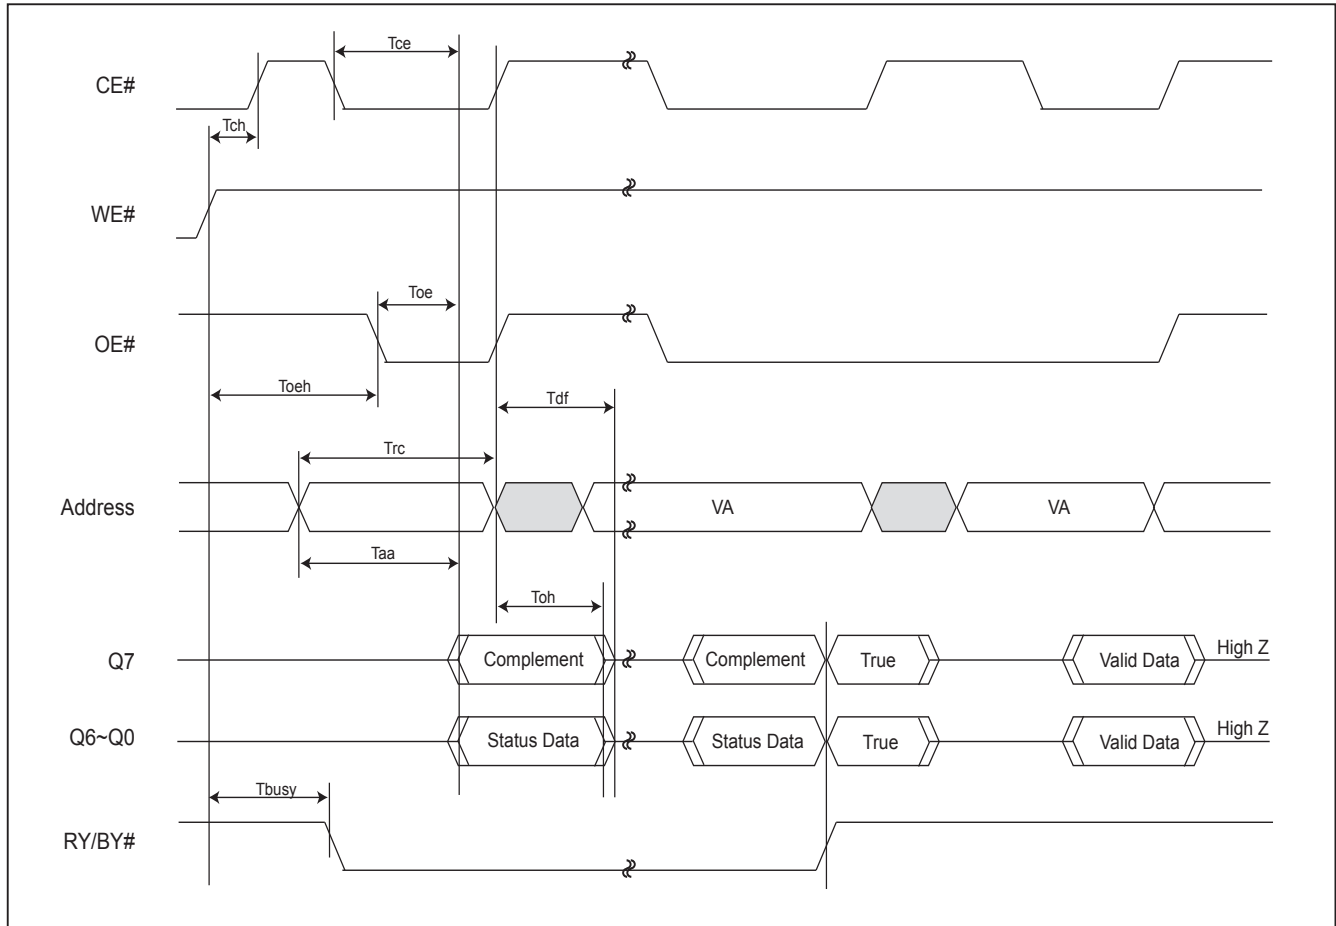 Tce
CE#
Tch
WE#
Toe
OE#
Toeh
Tdf
Trc
Address
VA
VA
Taa
Toh
Q7
Complement
Complement
True
Valid Data
High Z
Q6~Q0
Status Data
Status Data
True
Valid Data
High Z
Tbusy
RY/BY#